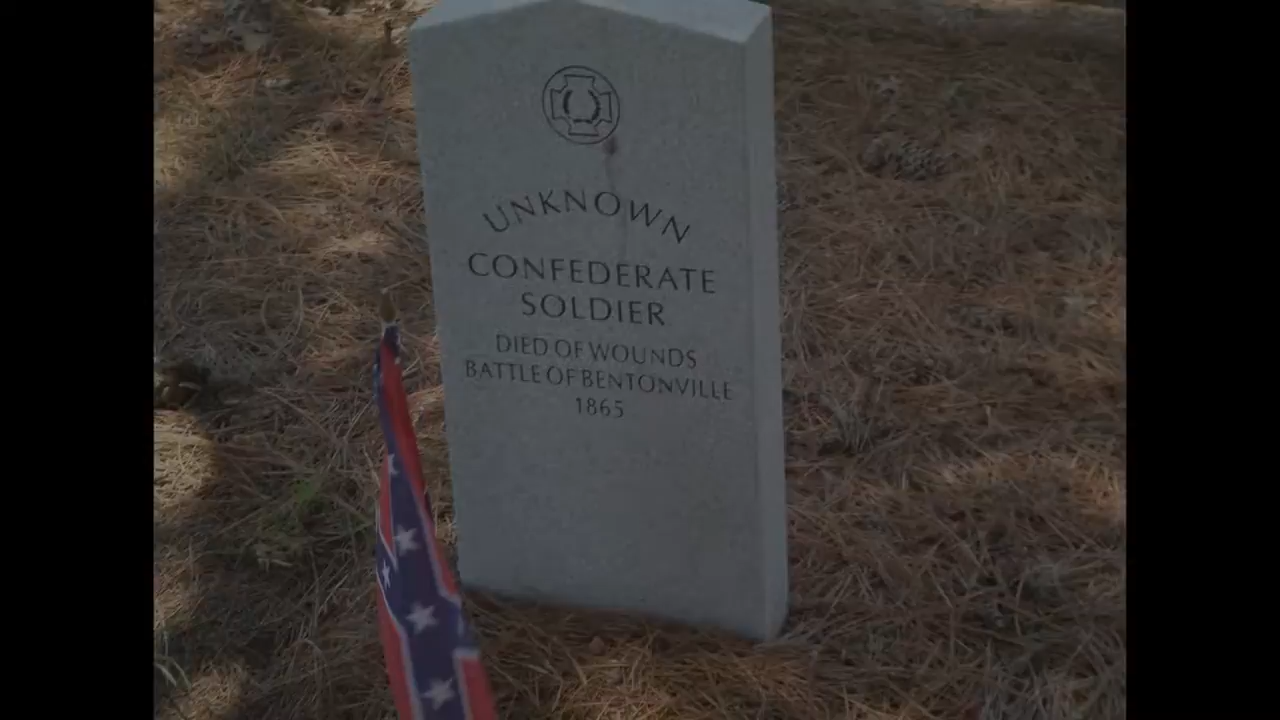 UNKNOWN
CONFEDERATE
SOLDIER
DIED OF WOUNDS
BATTLE OF BENTONVILLE
1865